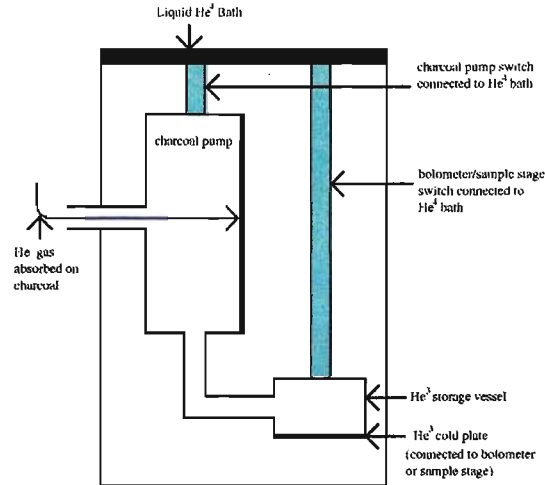 Liquid He⁴ Bath
charcoal pump switch
connected to He⁴ bath
charcoal pump
bolometer/sample stage
switch connected to
He⁴ bath
He gas
absorbed on
charcoal
He³ storage vessel
He³ cold plate
(connected to bolometer
or sample stage)